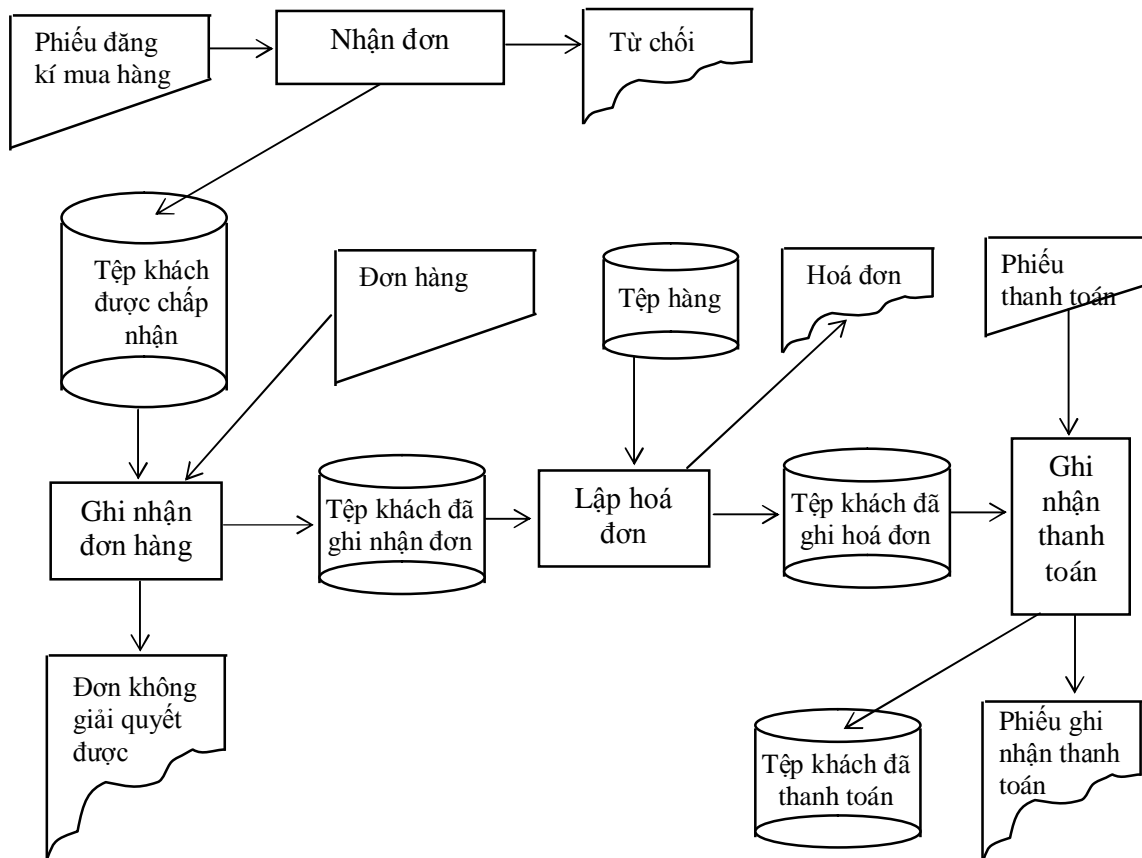 Phiếu đăng
kí mua hàng
Nhận đơn
Từ chối
Tệp khách
được chấp
nhận
Đơn hàng
Tệp hàng
Hoá đơn
Phiếu
thanh toán
Ghi nhận
đơn hàng
Tệp khách đã
ghi nhận đơn
Lập hoá
đơn
Tệp khách đã
ghi hoá đơn
Ghi
nhận
thanh
toán
Đơn không
giải quyết
được
Tệp khách đã
thanh toán
Phiếu ghi
nhận thanh
toán